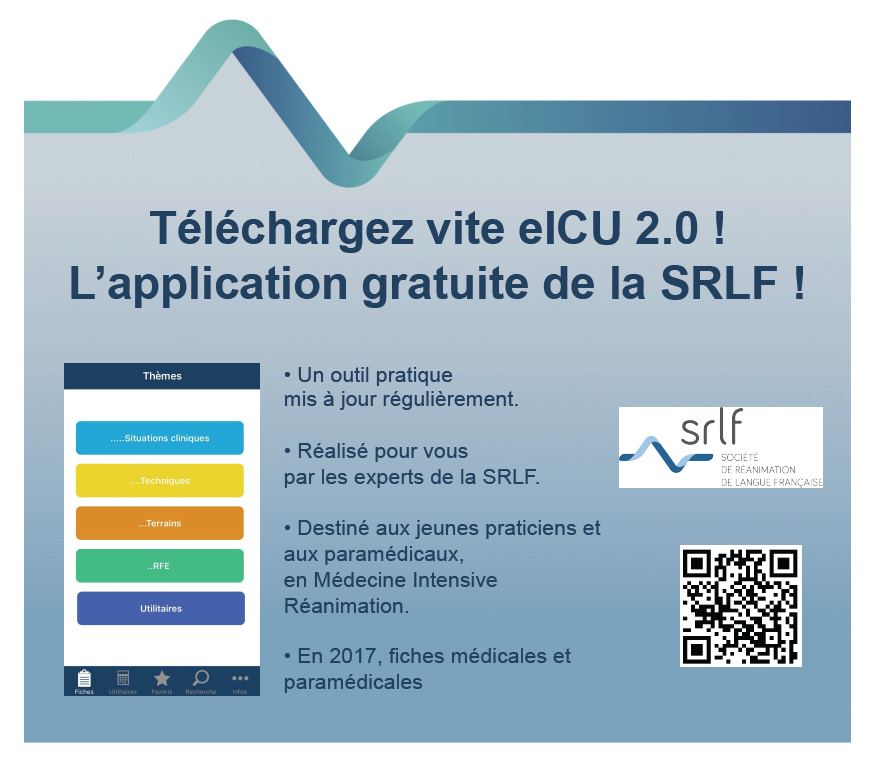 Téléchargez vite eICU 2.0 !
L’application gratuite de la SRLF !
Thèmes
.....Situations cliniques
....Techniques
...Terrains
..RFE
Utilitaires
Fiches
Utilitaires
Favoris
Recherche
Infos
• Un outil pratique
mis à jour régulièrement.
• Réalisé pour vous
par les experts de la SRLF.
• Destiné aux jeunes praticiens et
aux paramédicaux,
en Médecine Intensive
Réanimation.
• En 2017, fiches médicales et
paramédicales
srlf
SOCIÉTÉ
DE RÉANIMATION
DE LANGUE FRANÇAISE